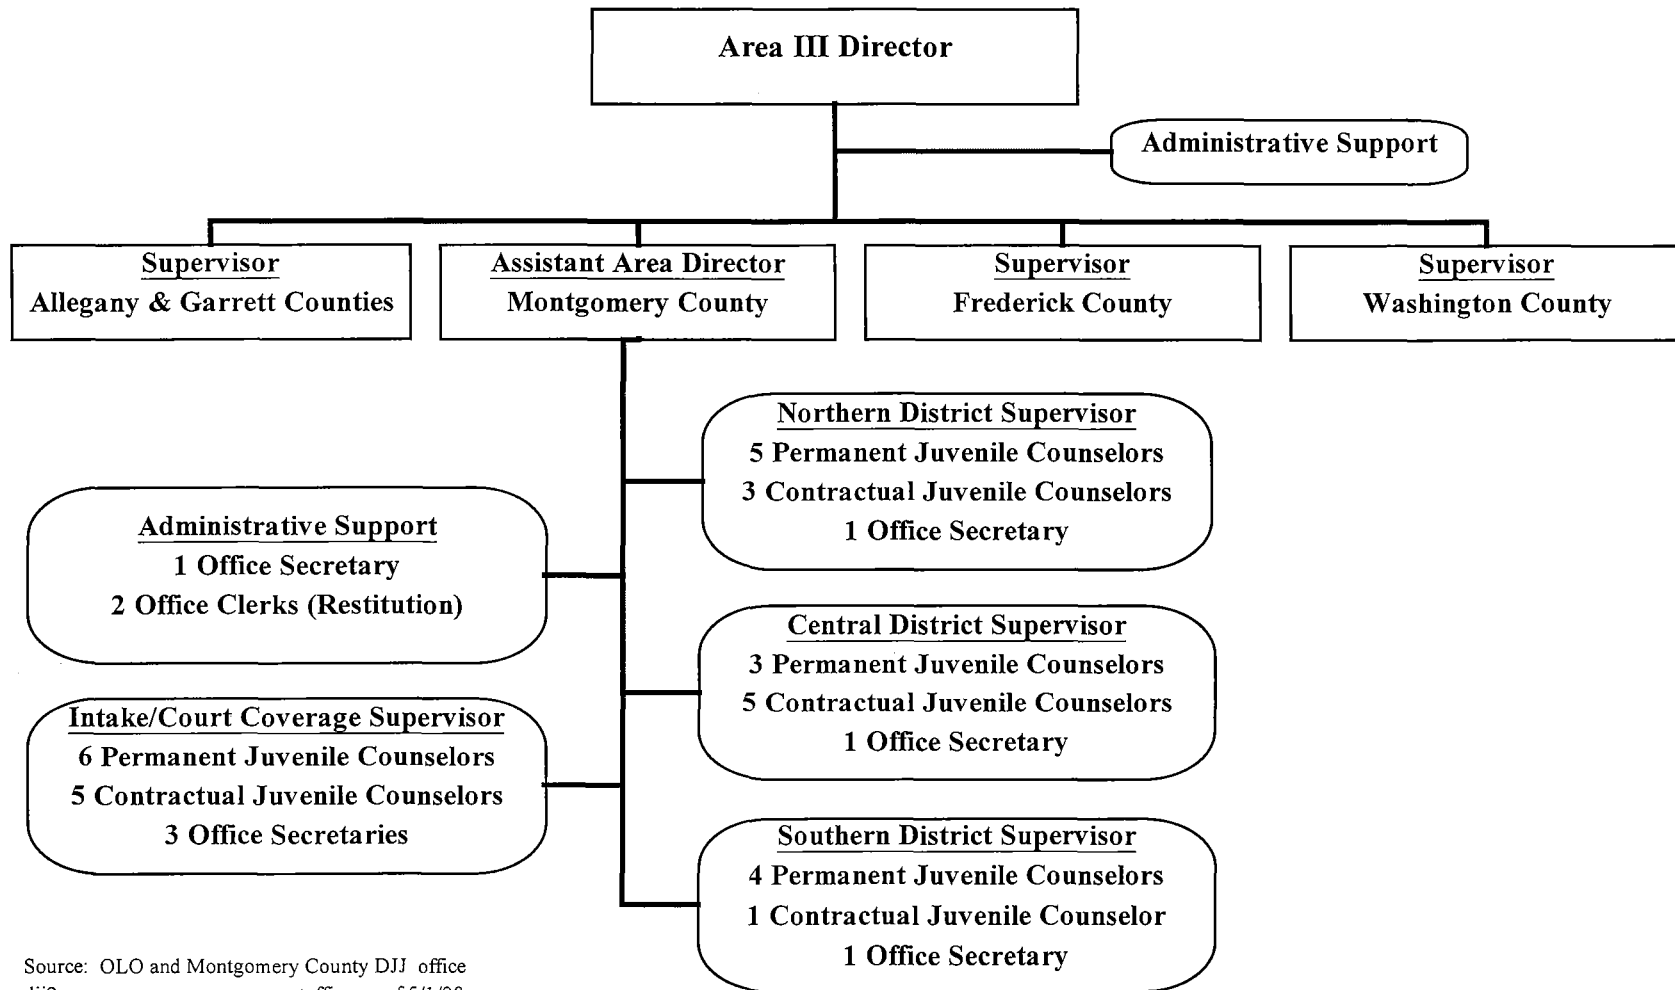 Area III Director
Administrative Support
Supervisor
Allegany & Garrett Counties
Assistant Area Director
Montgomery County
Supervisor
Frederick County
Supervisor
Washington County
Northern District Supervisor
5 Permanent Juvenile Counselors
3 Contractual Juvenile Counselors
1 Office Secretary
Administrative Support
1 Office Secretary
2 Office Clerks (Restitution)
Central District Supervisor
3 Permanent Juvenile Counselors
5 Contractual Juvenile Counselors
1 Office Secretary
Intake/Court Coverage Supervisor
6 Permanent Juvenile Counselors
5 Contractual Juvenile Counselors
3 Office Secretaries
Southern District Supervisor
4 Permanent Juvenile Counselors
1 Contractual Juvenile Counselor
1 Office Secretary
Source: OLO and Montgomery County DJJ office